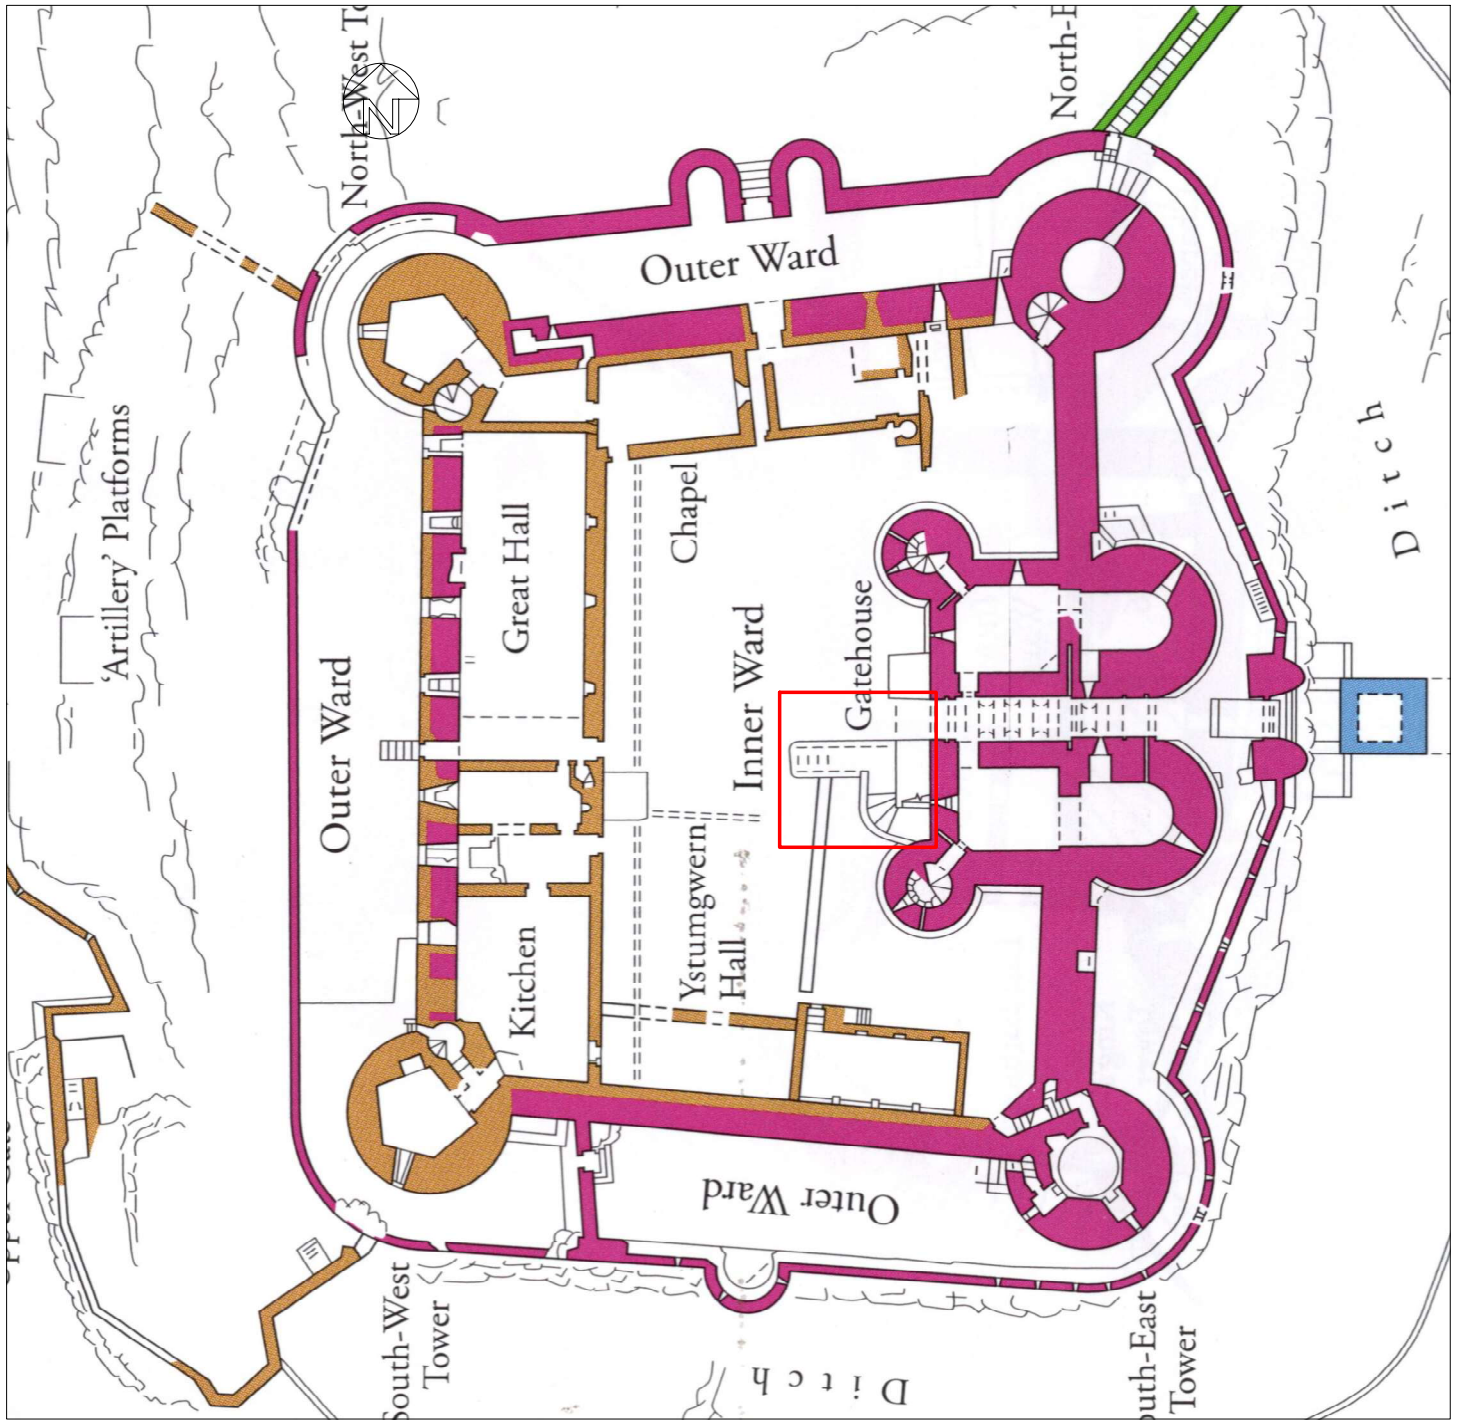 North-West To
N
North-E
Outer Ward
Ditch
'Artillery' Platforms
Great Hall
Chapel
Gatehouse
Inner Ward
Outer Ward
Ystumgwern
Hall
Kitchen
Outer Ward
South-West
Tower
outh-East
Tower
Ditch